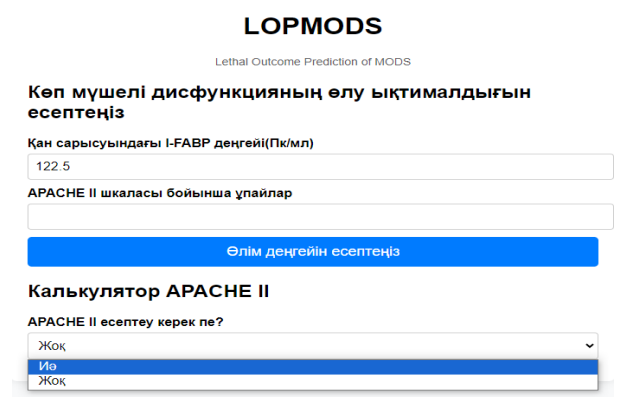 LOPMODS
Lethal Outcome Prediction of MODS
Көп мүшелі дисфункцияның өлу ықтималдығын
есептеңіз
Қан сарысуындағы I-FABP деңгейі(Пк/мл)
122.5
APACHE II шкаласы бойынша ұпайлар
Өлім деңгейін есептеңіз
Калькулятор APACHE II
APACHE II есептеу керек пе?
Жоқ
Иә
Жоқ